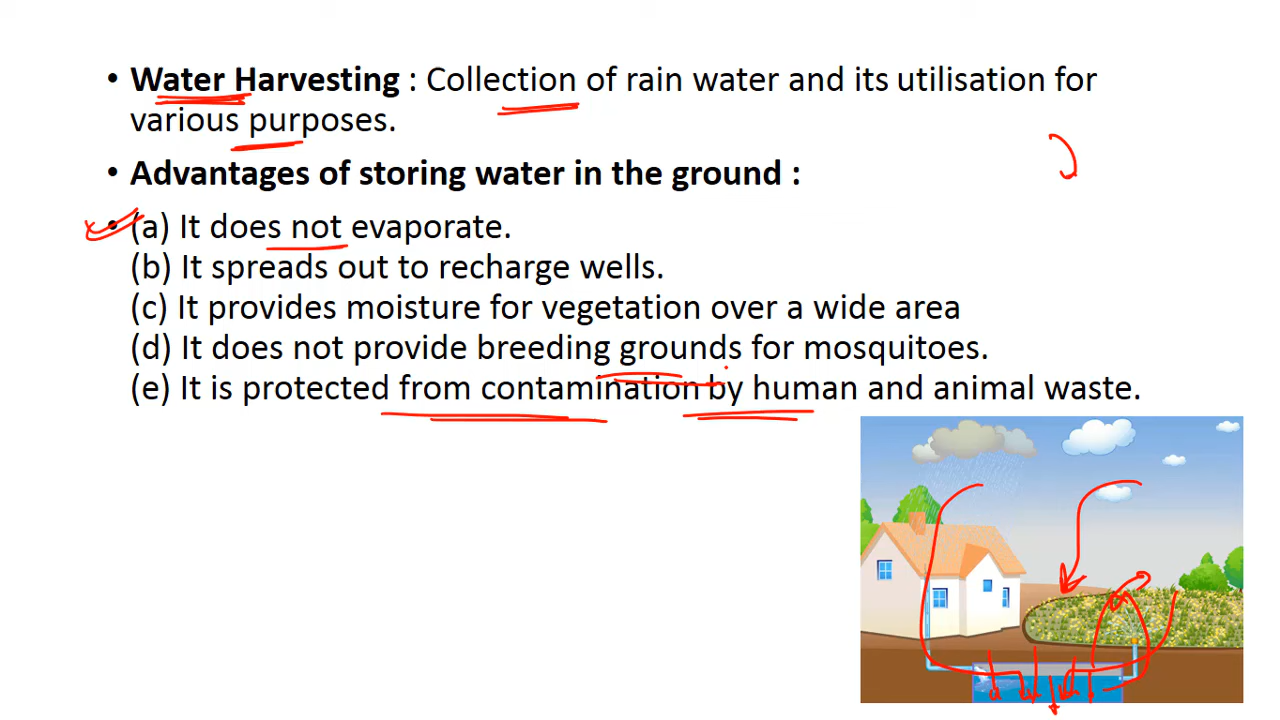 • Water Harvesting : Collection of rain water and its utilisation for
various purposes.
• Advantages of storing water in the ground :
• (a) It does not evaporate.
(b) It spreads out to recharge wells.
(c) It provides moisture for vegetation over a wide area
(d) It does not provide breeding grounds for mosquitoes.
(e) It is protected from contamination by human and animal waste.